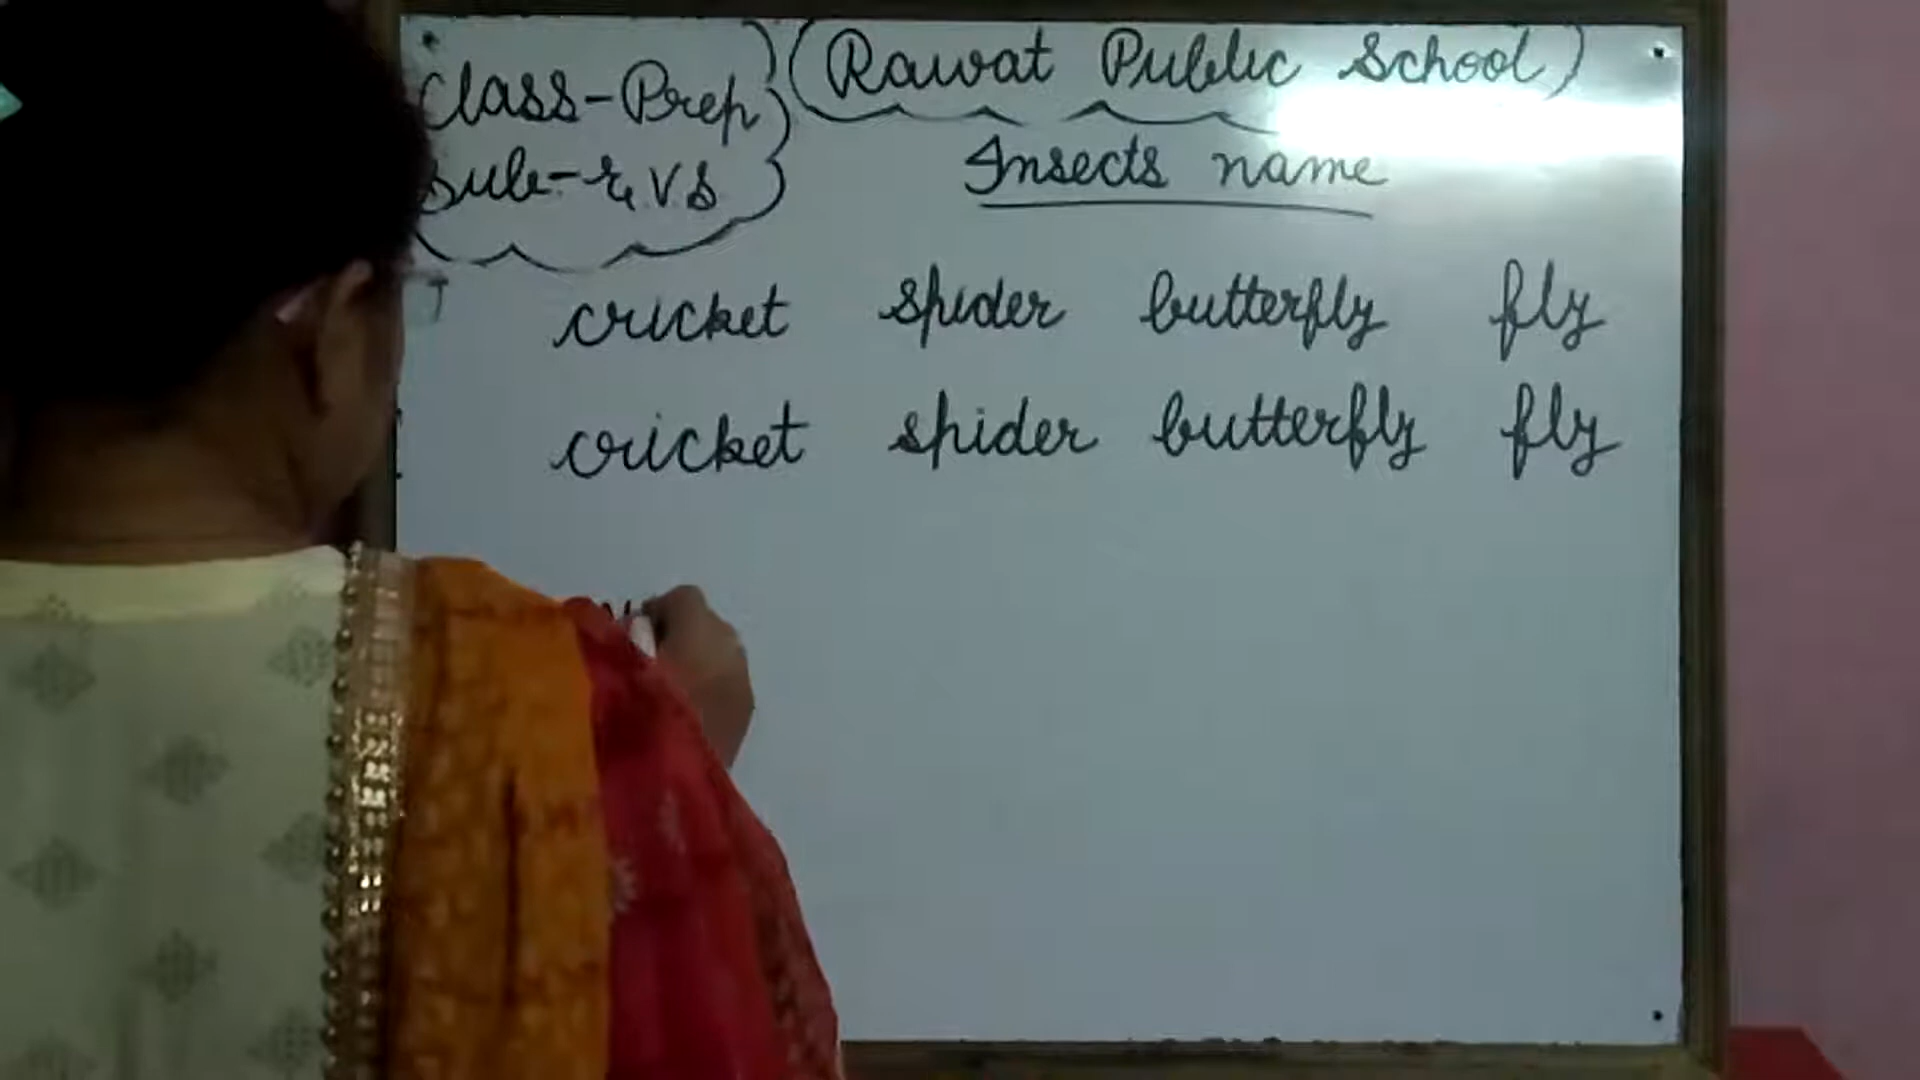 (Rawat Public School)
Class-Prep
Sub-E.V.S
Insects name
cricket spider butterfly fly
cricket spider butterfly fly